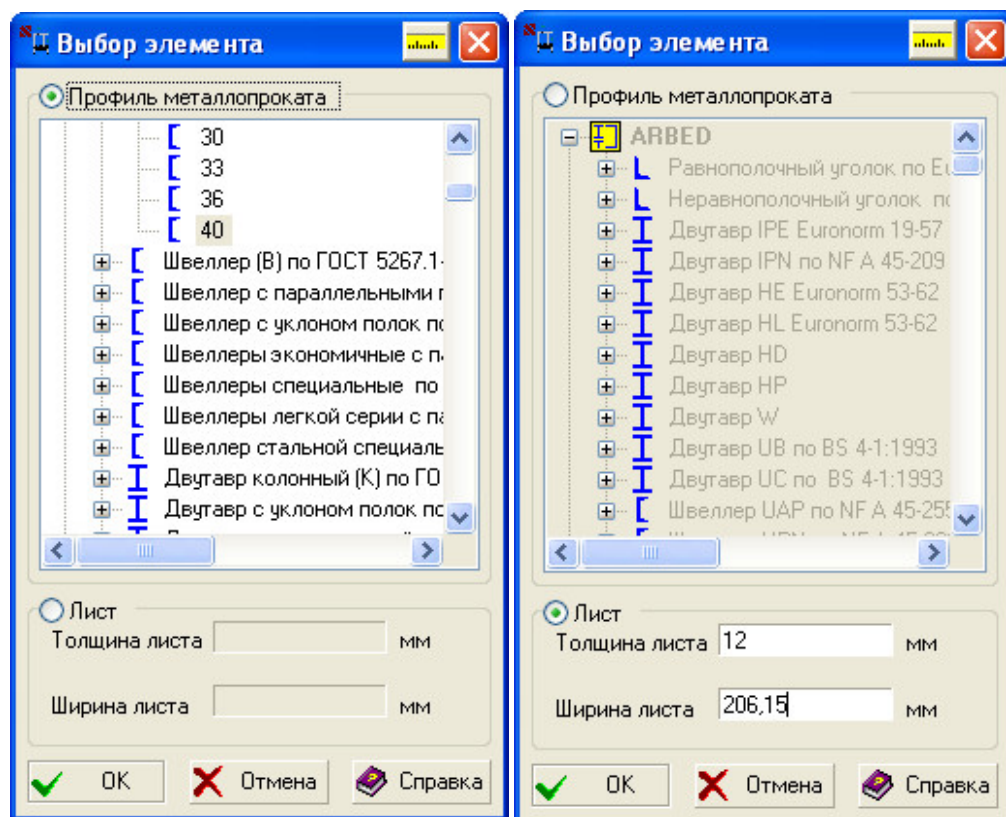 Выбор элемента
Профиль металлопроката
30
33
36
40
Швеллер (В) по ГОСТ 5267.1-
Швеллер с параллельными
Швеллер с уклоном полок по
Швеллеры экономичные с
Швеллеры специальные по
Швеллеры легкой серии с
Швеллер стальной
Двутавр колонный (К) по ГО
Двутавр с уклоном полок по
Лист
Толщина листа мм
Ширина листа мм
ОК Отмена Справка
Выбор элемента
Профиль металлопроката
ARBED
Равнополочный уголок по Eu
Неравнополочный уголок
Двутавр IPE Euronorm 19-57
Двутавр IPN по NF A 45-209
Двутавр HE Euronorm 53-62
Двутавр HL Euronorm 53-62
Двутавр HD
Двутавр HP
Двутавр W
Двутавр UB по BS 4-1:1993
Двутавр UC по BS 4-1:1993
Швеллер UAP по NF A 45-255
Лист
Толщина листа 12 мм
Ширина листа 206,15 мм
ОК Отмена Справка